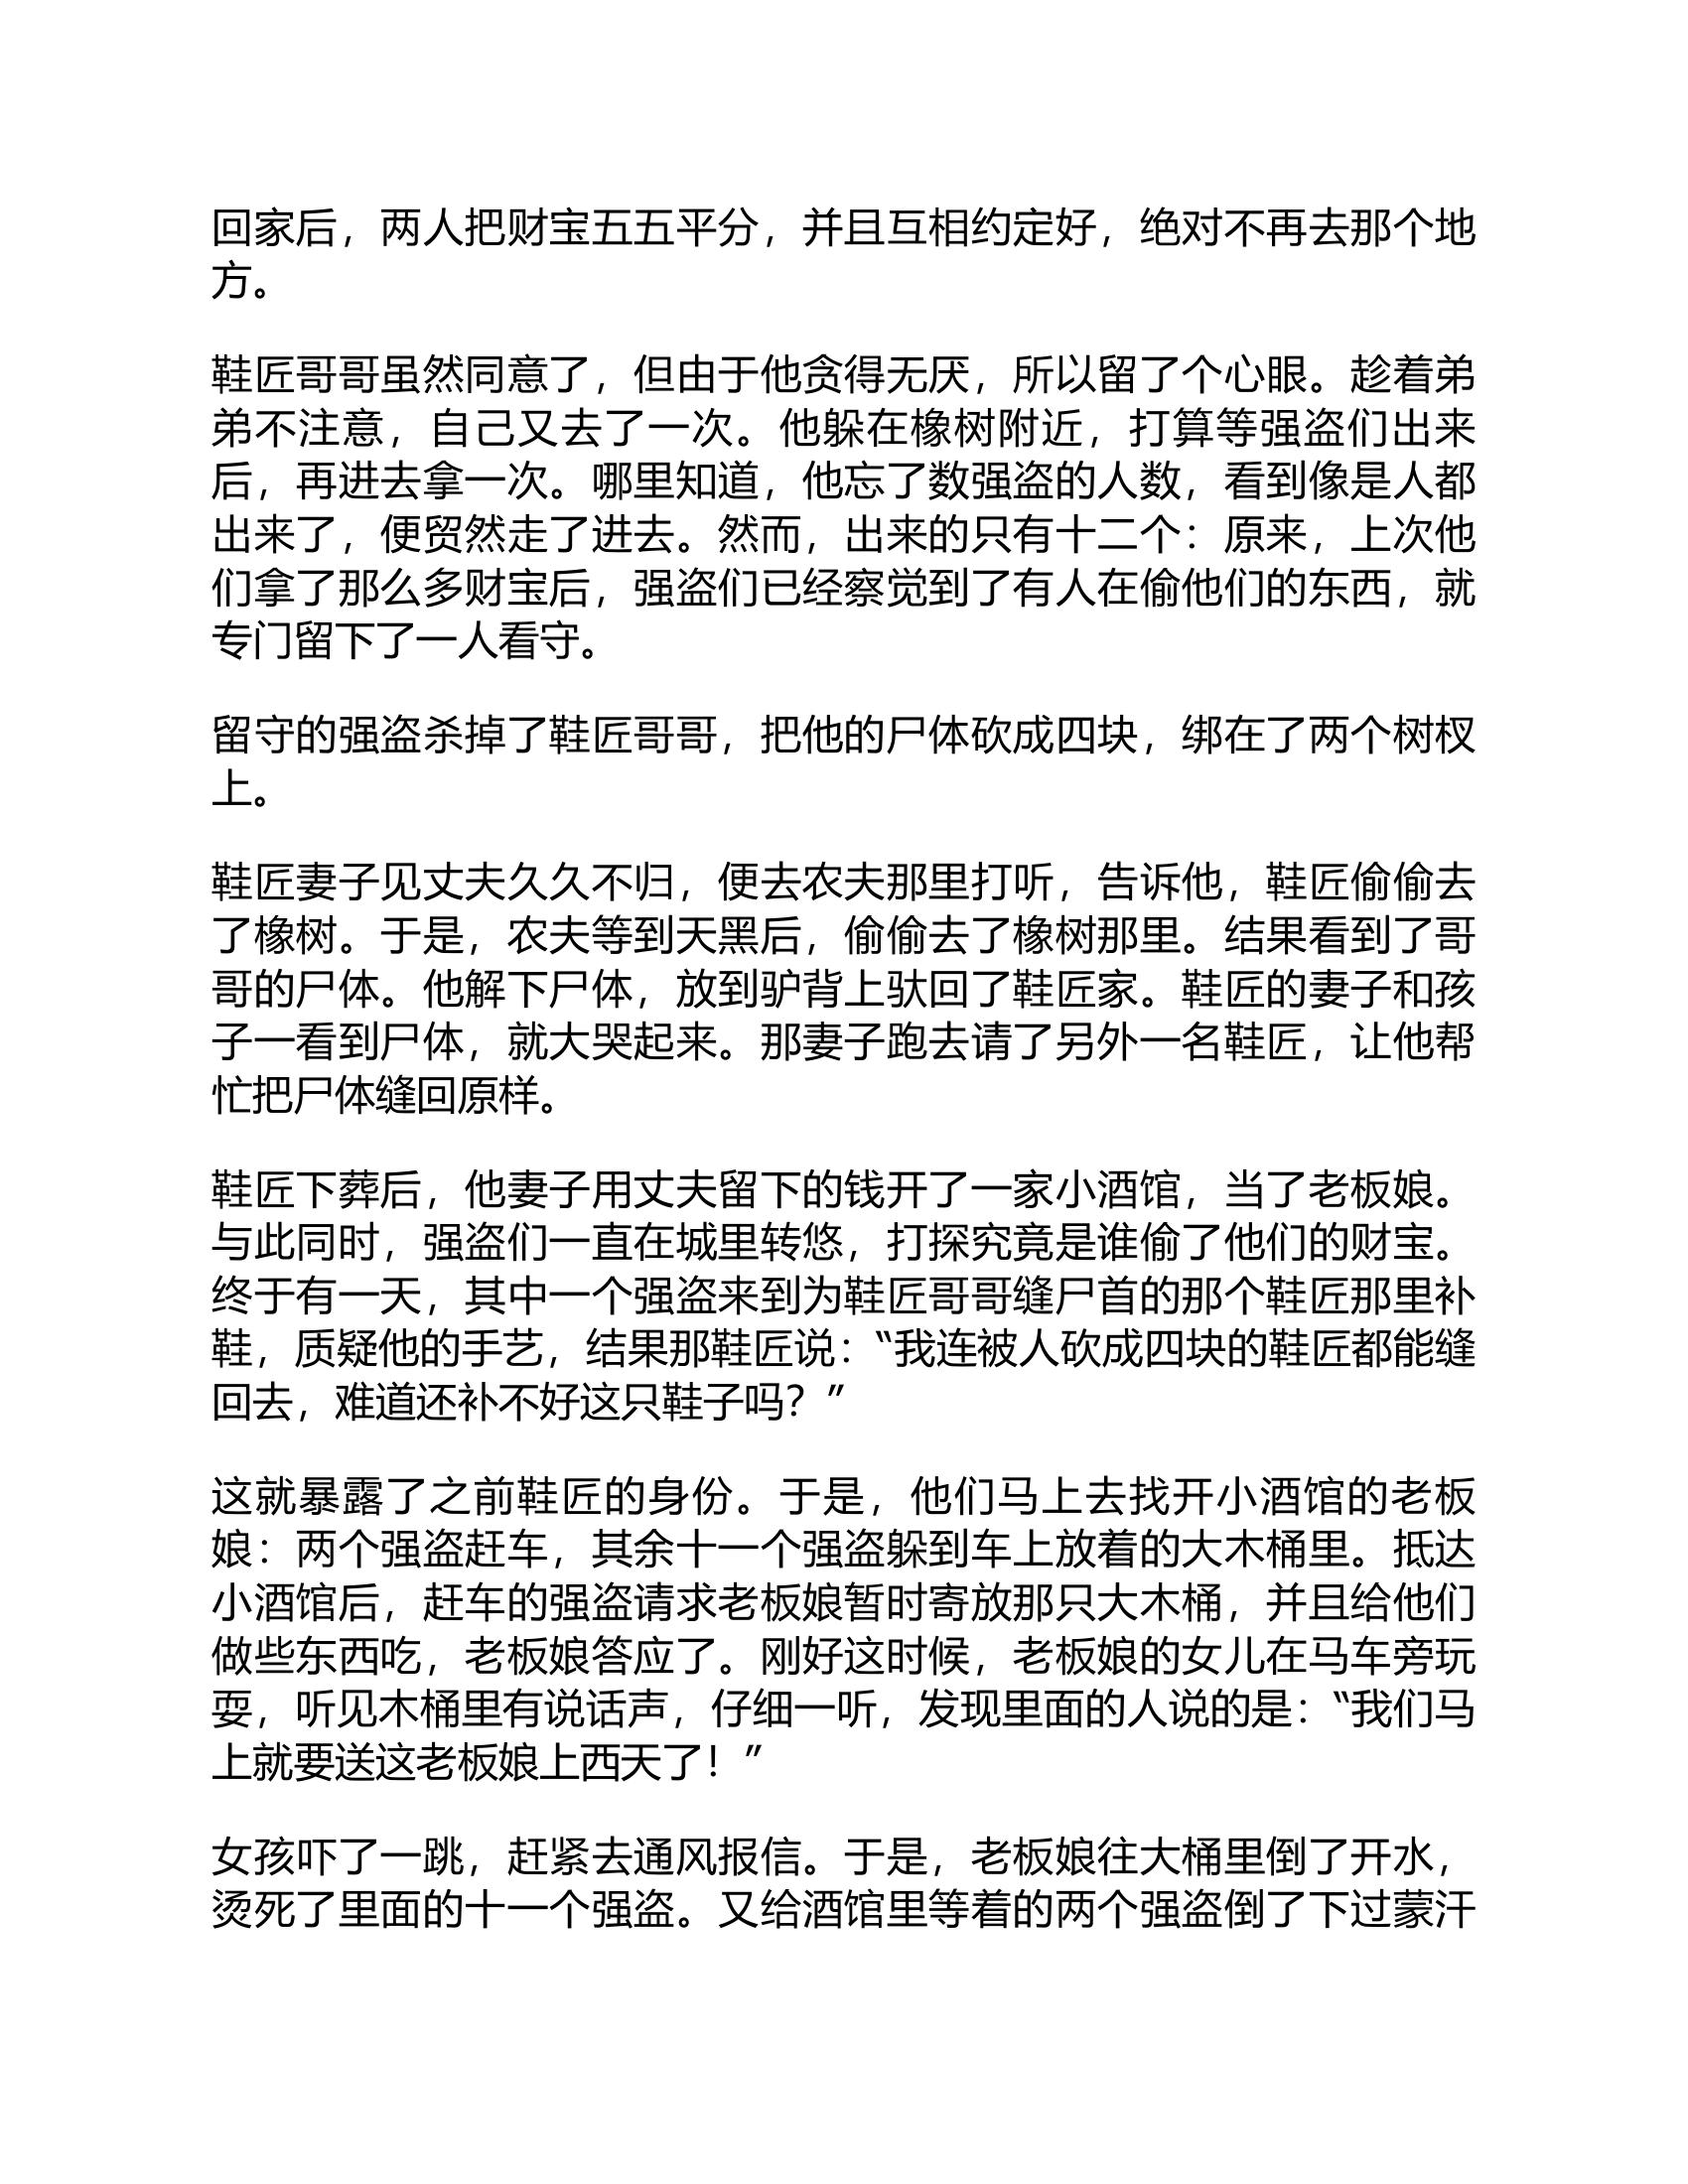 回家后，两人把财宝五五平分，并且互相约定好，绝对不再去那个地
方。
鞋匠哥哥虽然同意了，但由于他贪得无厌，所以留了个心眼。趁着弟
弟不注意，自己又去了一次。他躲在橡树附近，打算等强盗们出来
后，再进去拿一次。哪里知道，他忘了数强盗的人数，看到像是人都
出来了，便贸然走了进去。然而，出来的只有十二个：原来，上次他
们拿了那么多财宝后，强盗们已经察觉到了有人在偷他们的东西，就
专门留下了一人看守。
留守的强盗杀掉了鞋匠哥哥，把他的尸体砍成四块，绑在了两个树杈
上。
鞋匠妻子见丈夫久久不归，便去农夫那里打听，告诉他，鞋匠偷偷去
了橡树。于是，农夫等到天黑后，偷偷去了橡树那里。结果看到了哥
哥的尸体。他解下尸体，放到驴背上驮回了鞋匠家。鞋匠的妻子和孩
子一看到尸体，就大哭起来。那妻子跑去请了另外一名鞋匠，让他帮
忙把尸体缝回原样。
鞋匠下葬后，他妻子用丈夫留下的钱开了一家小酒馆，当了老板娘。
与此同时，强盗们一直在城里转悠，打探究竟是谁偷了他们的财宝。
终于有一天，其中一个强盗来到为鞋匠哥哥缝尸首的那个鞋匠那里补
鞋，质疑他的手艺，结果那鞋匠说：“我连被人砍成四块的鞋匠都能缝
回去，难道还补不好这只鞋子吗？”
这就暴露了之前鞋匠的身份。于是，他们马上去找开小酒馆的老板
娘：两个强盗赶车，其余十一个强盗躲到车上放着的大木桶里。抵达
小酒馆后，赶车的强盗请求老板娘暂时寄放那只大木桶，并且给他们
做些东西吃，老板娘答应了。刚好这时候，老板娘的女儿在马车旁玩
耍，听见木桶里有说话声，仔细一听，发现里面的人说的是：“我们马
上就要送这老板娘上西天了！”
女孩吓了一跳，赶紧去通风报信。于是，老板娘往大桶里倒了开水，
烫死了里面的十一个强盗。又给酒馆里等着的两个强盗倒了下过蒙汗